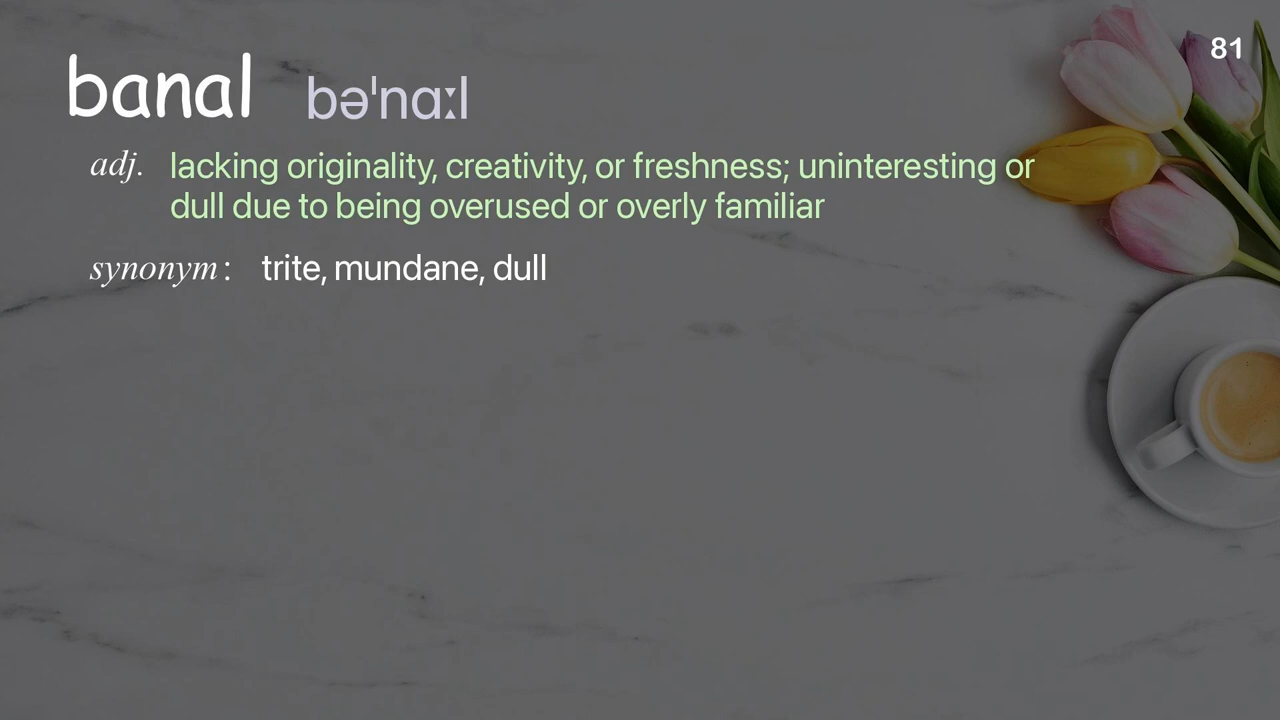 81
banal bəˈnɑːl
adj. lacking originality, creativity, or freshness; uninteresting or
dull due to being overused or overly familiar
synonym : trite, mundane, dull